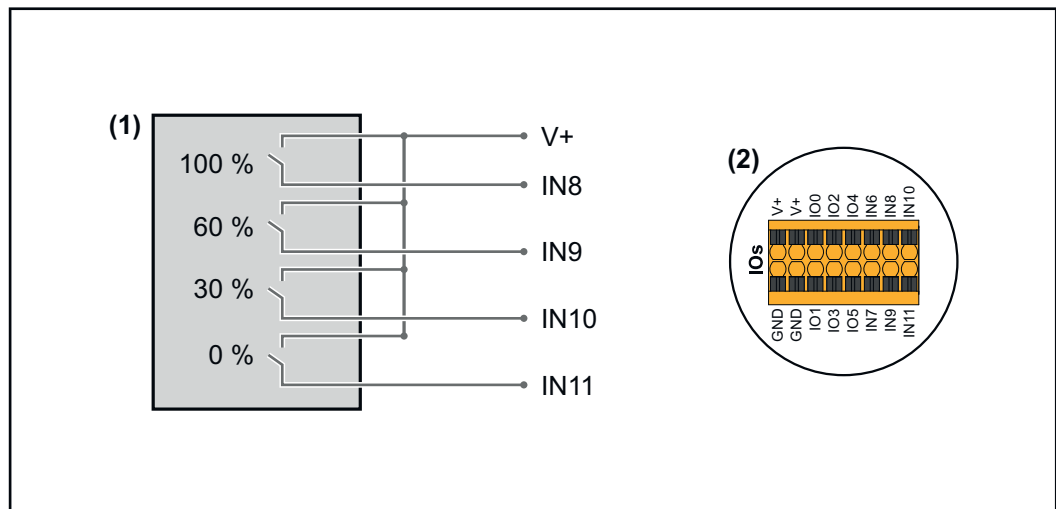 (1)
100 %
60 %
30 %
0 %
V+
IN8
IN9
IN10
IN11
(2)
IOs
V+ V+ IO0 IO2 IO4 IN6 IN8 IN10
GND GND IO1 IO3 IO5 IN7 IN9 IN11